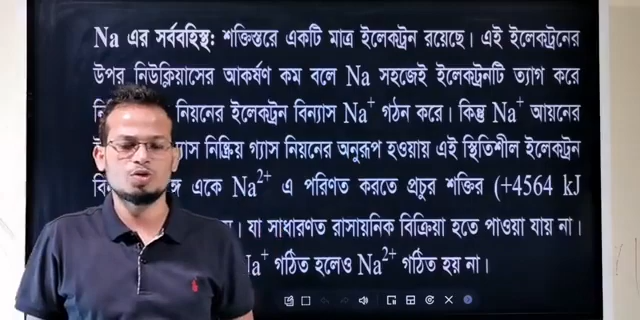 Na এর সর্ববহিস্থ: শক্তিস্তরে একটি মাত্র ইলেকট্রন রয়েছে। এই ইলেকট্রনের
উপর নিউক্লিয়াসের আকর্ষণ কম বলে Na সহজেই ইলেকট্রনটি ত্যাগ করে
নিয়নের ইলেকট্রন বিন্যাস Na⁺ গঠন করে। কিন্তু Na⁺ আয়নের
নিষ্ক্রিয় গ্যাস নিয়নের অনুরূপ হওয়ায় এই স্থিতিশীল ইলেকট্রন
একে Na²⁺ এ পরিণত করতে প্রচুর শক্তির (+4564 kJ
। যা সাধারণত রাসায়নিক বিক্রিয়া হতে পাওয়া যায় না।
Na⁺ গঠিত হলেও Na²⁺ গঠিত হয় না।